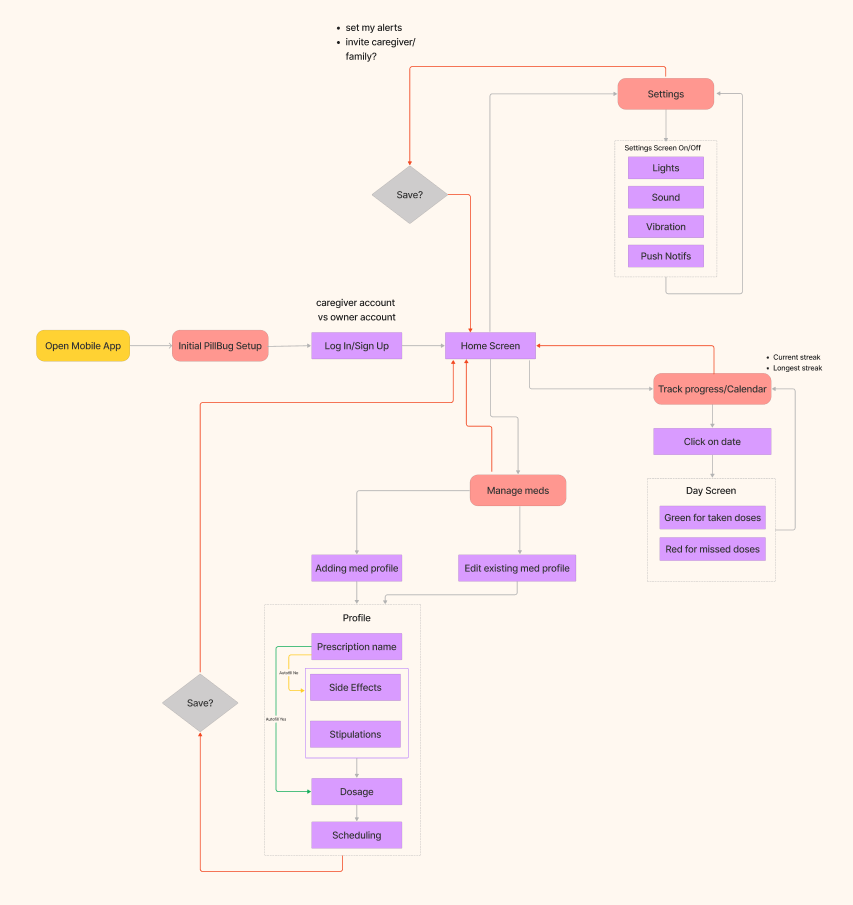 • set my alerts
• invite caregiver/
family?
Settings
Settings Screen On/Off
Lights
Sound
Vibration
Push Notifs
Save?
caregiver account
vs owner account
Open Mobile App
Initial PillBug Setup
Log In/Sign Up
Home Screen
• Current streak
• Longest streak
Track progress/Calendar
Click on date
Day Screen
Green for taken doses
Red for missed doses
Manage meds
Adding med profile
Edit existing med profile
Profile
Prescription name
Autofill No
Side Effects
Autofill Yes
Stipulations
Dosage
Scheduling
Save?